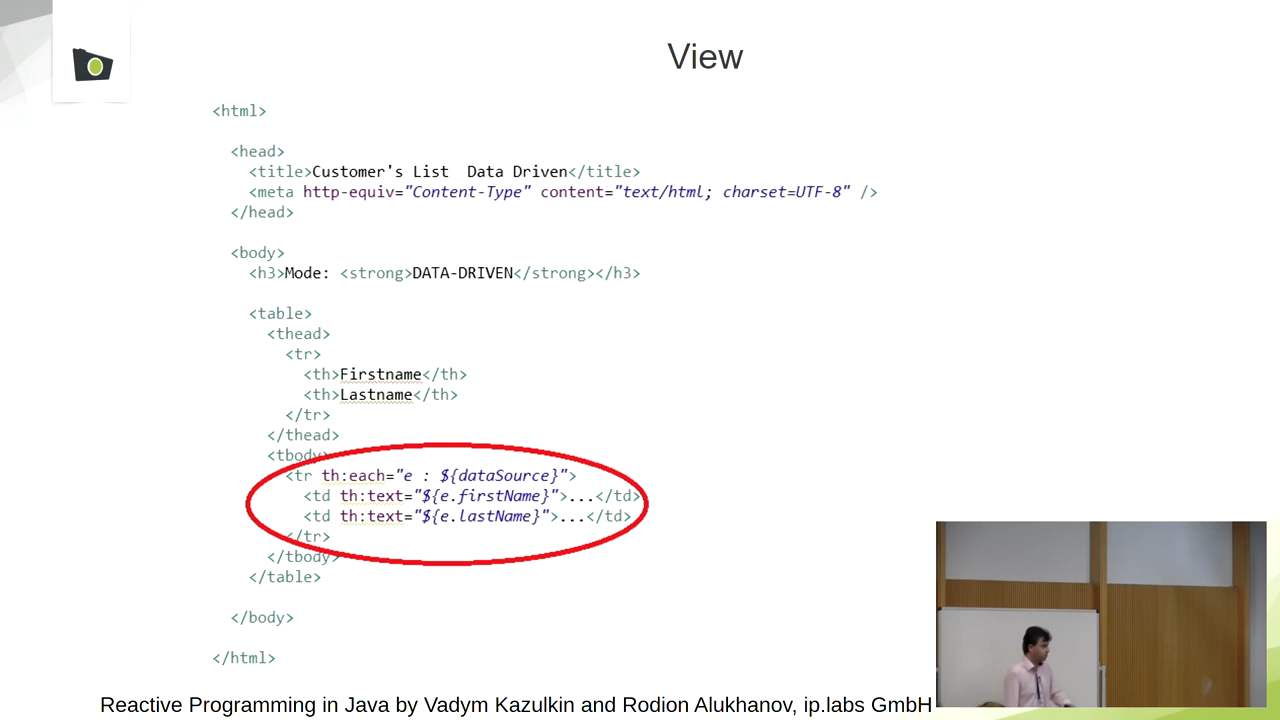 View
<html>
<head>
<title>Customer's List  Data Driven</title>
<meta http-equiv="Content-Type" content="text/html; charset=UTF-8" />
</head>
<body>
<h3>Mode: <strong>DATA-DRIVEN</strong></h3>
<table>
<thead>
<tr>
<th>Firstname</th>
<th>Lastname</th>
</tr>
</thead>
<tbody>
<tr th:each="e : ${dataSource}">
<td th:text="${e.firstName}">...</td>
<td th:text="${e.lastName}">...</td>
</tr>
</tbody>
</table>
</body>
</html>
Reactive Programming in Java by Vadym Kazulkin and Rodion Alukhanov, ip.labs GmbH